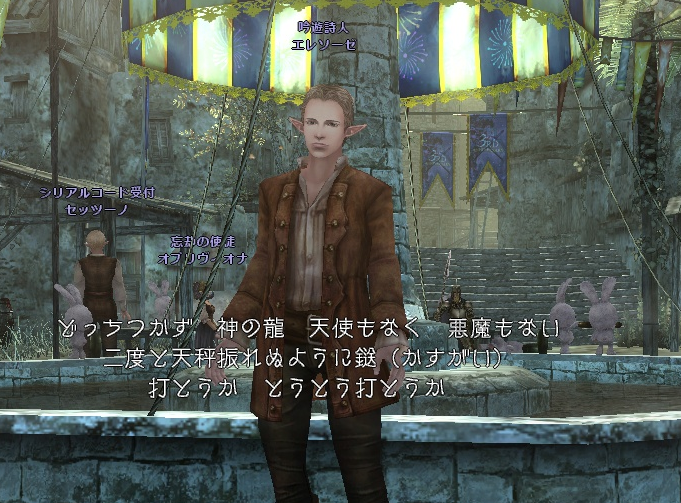 吟遊詩人
エレソーゼ
シリアルコード受付
セッツーノ
忘却の使徒
オブリヴィオナ
どっちつかず　神の龍　天使もなく　悪魔もない
二度と天秤振れぬように鎹（かすがい）
打とうか　とうとう打とうか